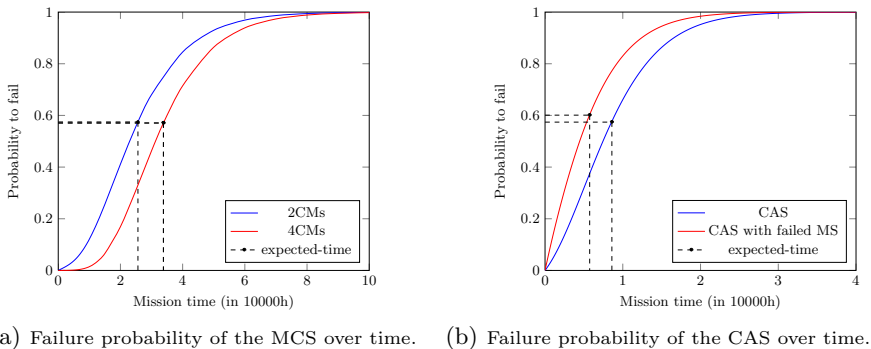 1
0.8
0.6
0.4
0.2
0
Probability to fail
0 2 4 6 8 10
Mission time (in 10000h)
2CMs
4CMs
expected-time
1
0.8
0.6
0.4
0.2
0
Probability to fail
0 1 2 3 4
Mission time (in 10000h)
CAS
CAS with failed MS
expected-time
a) Failure probability of the MCS over time.
(b) Failure probability of the CAS over time.